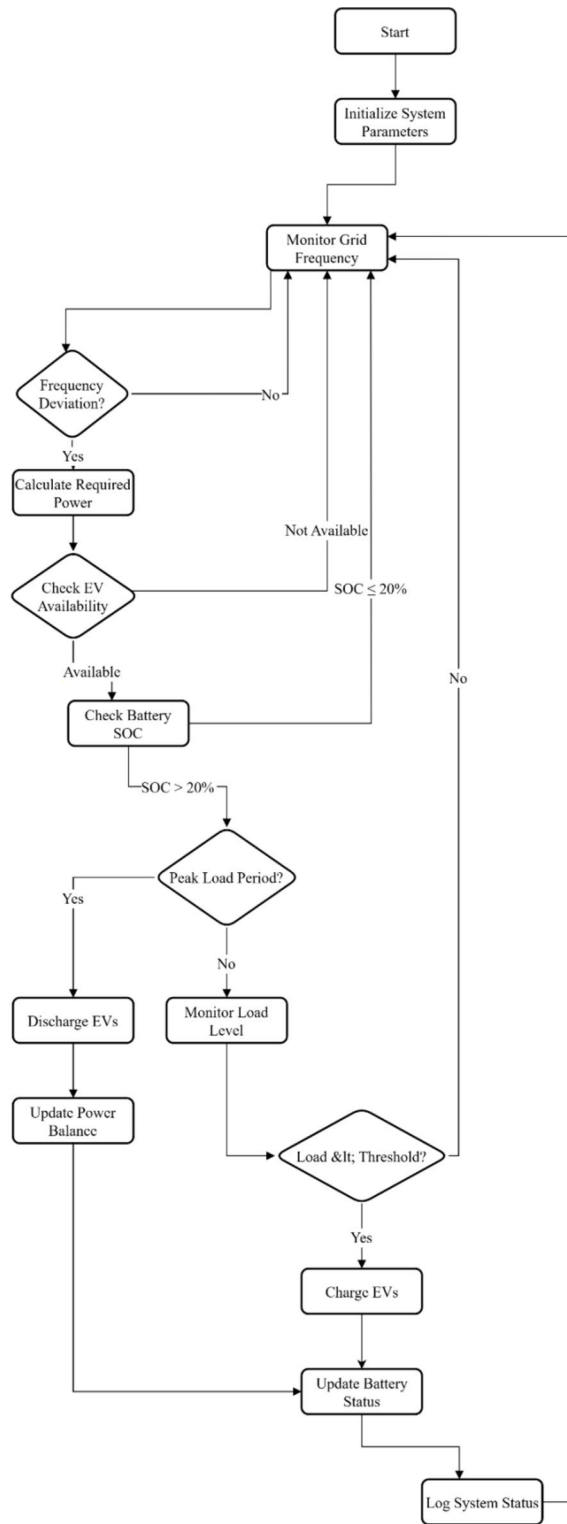 Start
Initialize System
Parameters
Monitor Grid
Frequency
Frequency
Deviation?
No
Yes
Calculate Required
Power
Not Available
Check EV
Availability
SOC ≤ 20%
Available
No
Check Battery
SOC
SOC > 20%
Peak Load Period?
Yes
No
Discharge EVs
Monitor Load
Level
Update Power
Balance
Load &lt; Threshold?
Yes
Charge EVs
Update Battery
Status
Log System Status